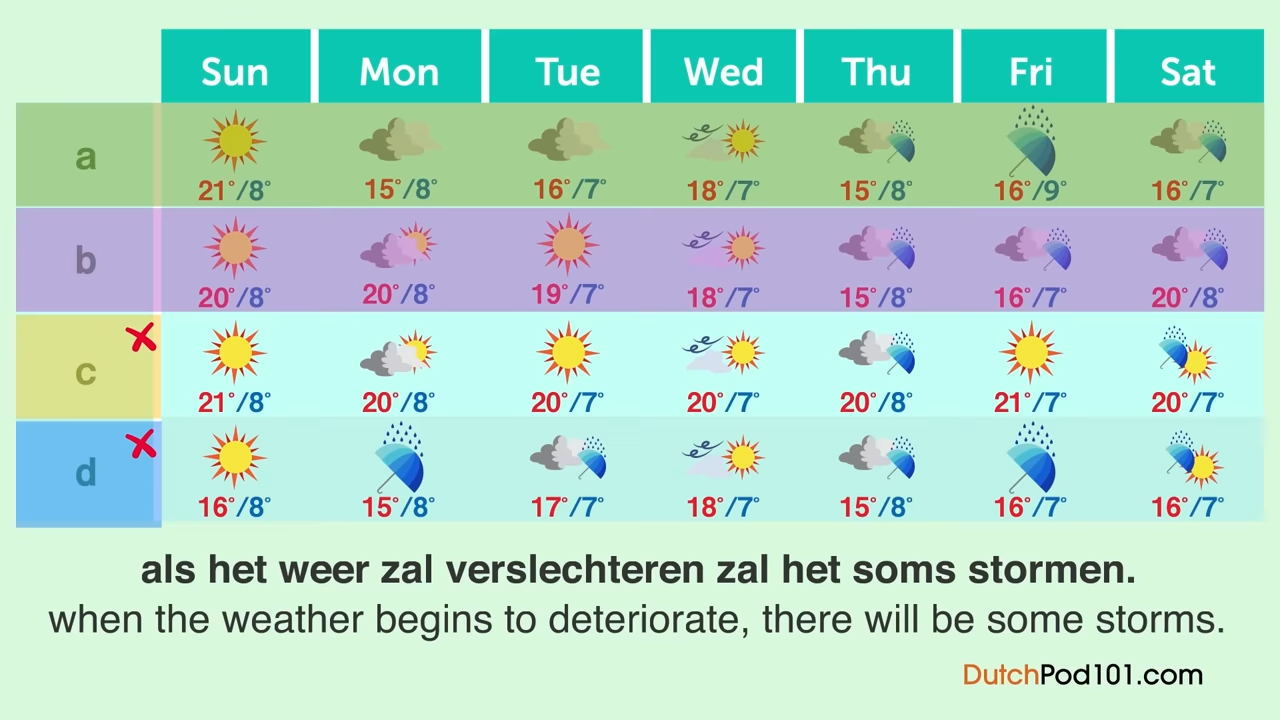 Sun Mon Tue Wed Thu Fri Sat
a
21°/8° 15°/8° 16°/7° 18°/7° 15°/8° 16°/9° 16°/7°
b
20°/8° 20°/8° 19°/7° 18°/7° 15°/8° 16°/7° 20°/8°
c
21°/8° 20°/8° 20°/7° 20°/7° 20°/8° 21°/7° 20°/7°
d
16°/8° 15°/8° 17°/7° 18°/7° 15°/8° 16°/7° 16°/7°
als het weer zal verslechteren zal het soms stormen.
when the weather begins to deteriorate, there will be some storms.
DutchPod101.com